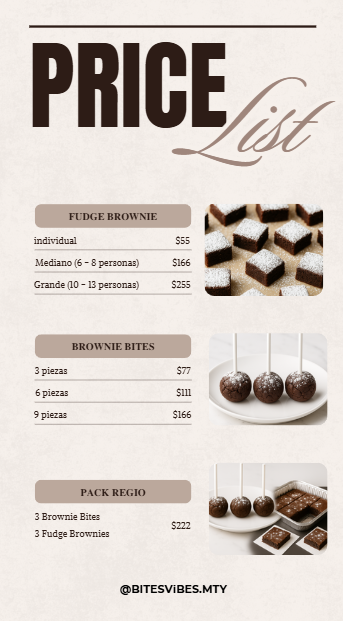 PRICE
List
FUDGE BROWNIE
individual $55
Mediano (6 - 8 personas) $166
Grande (10 - 13 personas) $255
BROWNIE BITES
3 piezas $77
6 piezas $111
9 piezas $166
PACK REGIO
3 Brownie Bites
$222
3 Fudge Brownies
@BITESViBES.MTY